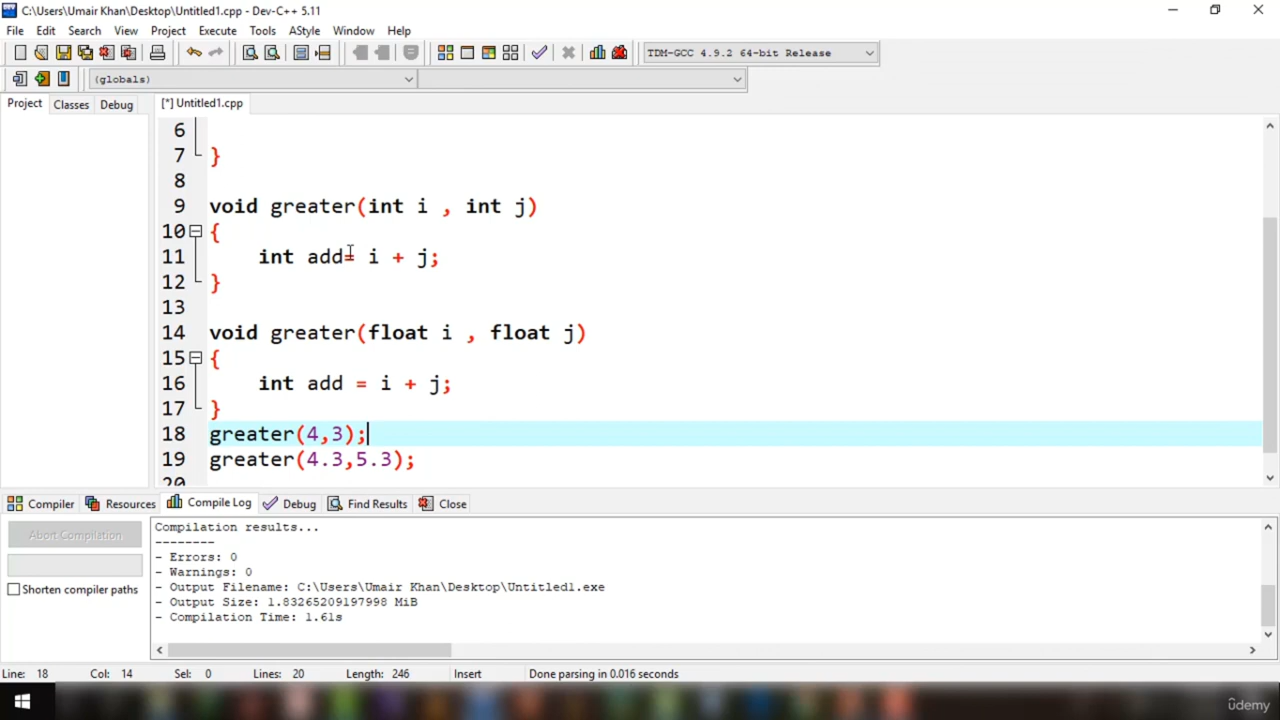 C:\Users\Umair Khan\Desktop\Untitled1.cpp - Dev-C++ 5.11
File Edit Search View Project Execute Tools AStyle Window Help
TDM-GCC 4.9.2 64-bit Release
(globals)
Project Classes Debug [*] Untitled1.cpp
6
7 }
8
9 void greater(int i , int j)
10 {
11 int add= i + j;
12 }
13
14 void greater(float i , float j)
15 {
16 int add = i + j;
17 }
18 greater(4,3);
19 greater(4.3,5.3);
20
Compiler Resources Compile Log Debug Find Results Close
Abort Compilation
Shorten compiler paths
Compilation results...
--------
- Errors: 0
- Warnings: 0
- Output Filename: C:\Users\Umair Khan\Desktop\Untitled1.exe
- Output Size: 1.83265209197998 MiB
- Compilation Time: 1.61s
Line: 18 Col: 14 Sel: 0 Lines: 20 Length: 246 Insert Done parsing in 0.016 seconds
ûdemy